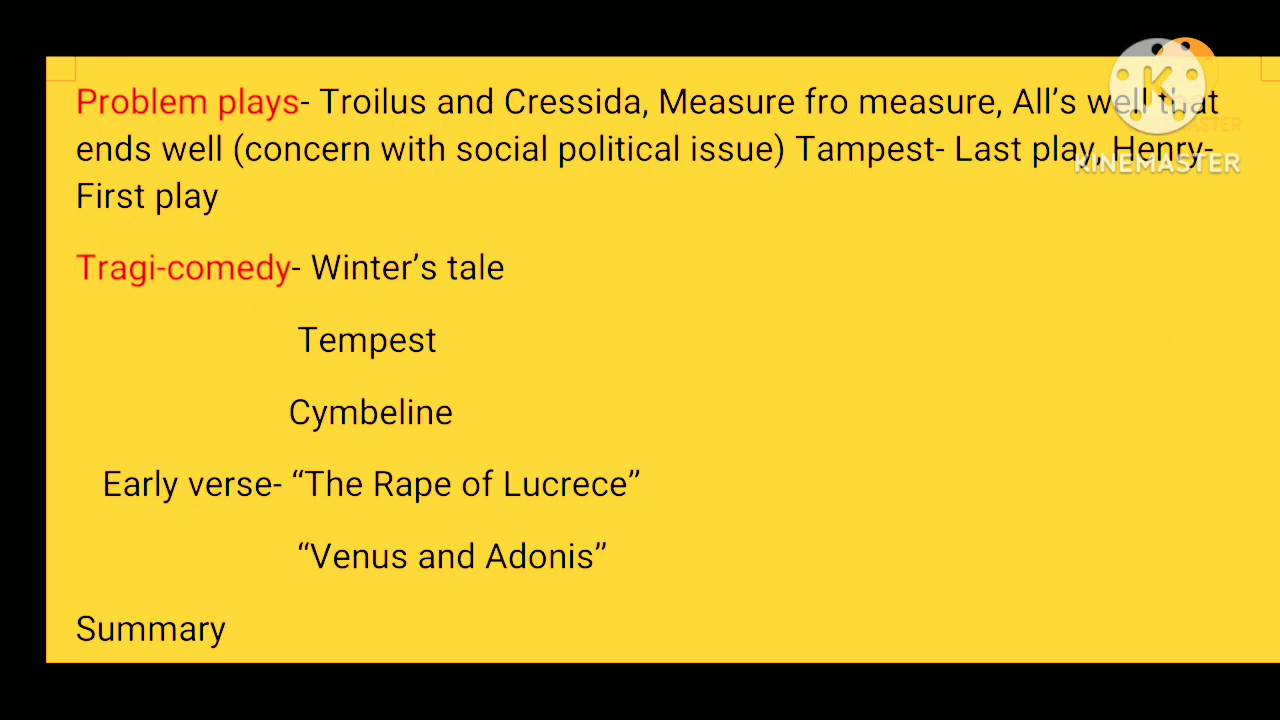 Problem plays- Troilus and Cressida, Measure fro measure, All’s well that
ends well (concern with social political issue) Tampest- Last play, Henry-
First play
Tragi-comedy- Winter’s tale
Tempest
Cymbeline
Early verse- “The Rape of Lucrece”
“Venus and Adonis”
Summary
K
KINEMASTER